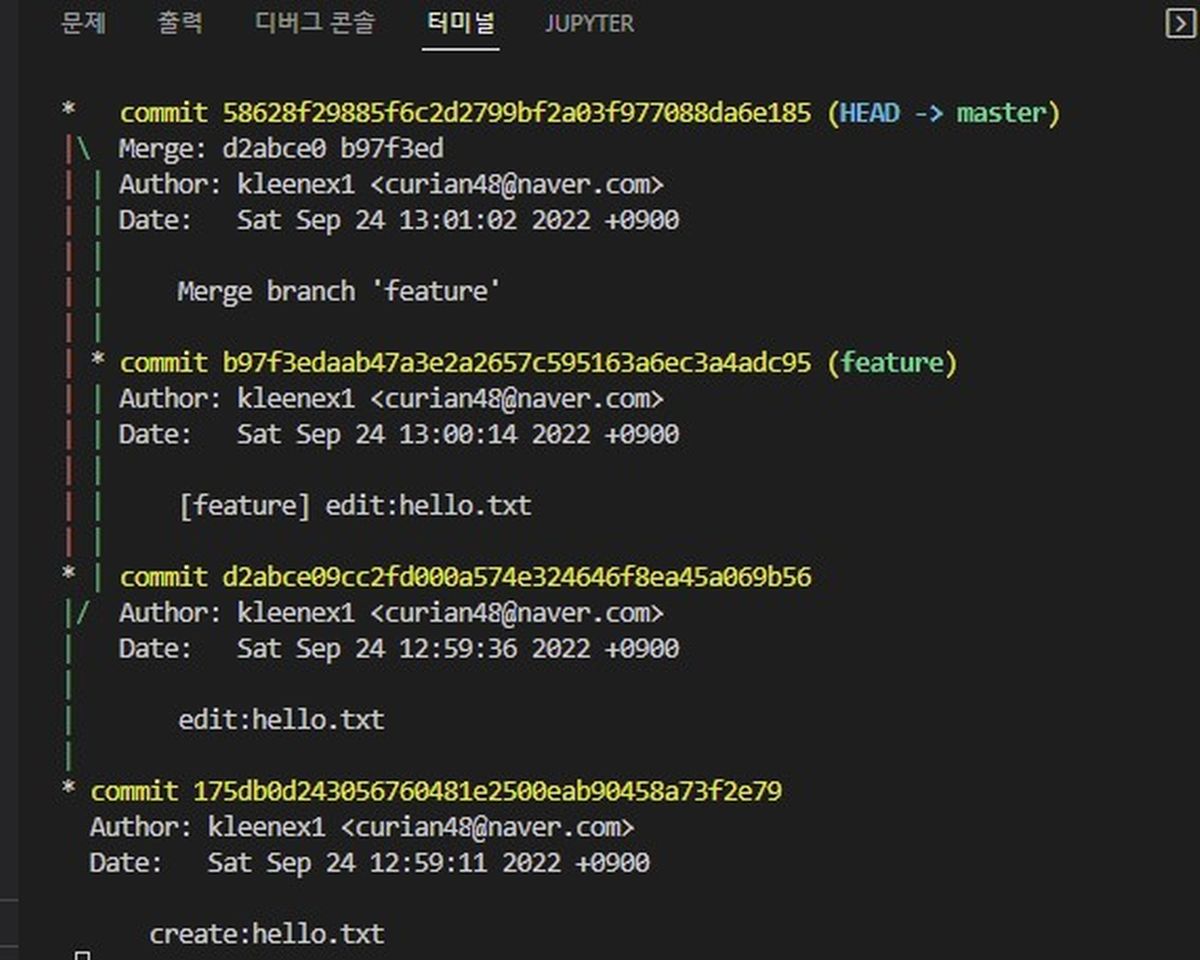 문제 출력 디버그 콘솔 터미널 JUPYTER
* commit 58628f29885f6c2d2799bf2a03f977088da6e185 (HEAD -> master)
|\ Merge: d2abce0 b97f3ed
| | Author: kleenex1 <curian48@naver.com>
| | Date:   Sat Sep 24 13:01:02 2022 +0900
| |
| |     Merge branch 'feature'
| |
| * commit b97f3edaab47a3e2a2657c595163a6ec3a4adc95 (feature)
| | Author: kleenex1 <curian48@naver.com>
| | Date:   Sat Sep 24 13:00:14 2022 +0900
| |
| |     [feature] edit:hello.txt
| |
* | commit d2abce09cc2fd000a574e324646f8ea45a069b56
|/ Author: kleenex1 <curian48@naver.com>
|   Date:   Sat Sep 24 12:59:36 2022 +0900
|
|       edit:hello.txt
|
* commit 175db0d243056760481e2500eab90458a73f2e79
  Author: kleenex1 <curian48@naver.com>
  Date:   Sat Sep 24 12:59:11 2022 +0900
      create:hello.txt